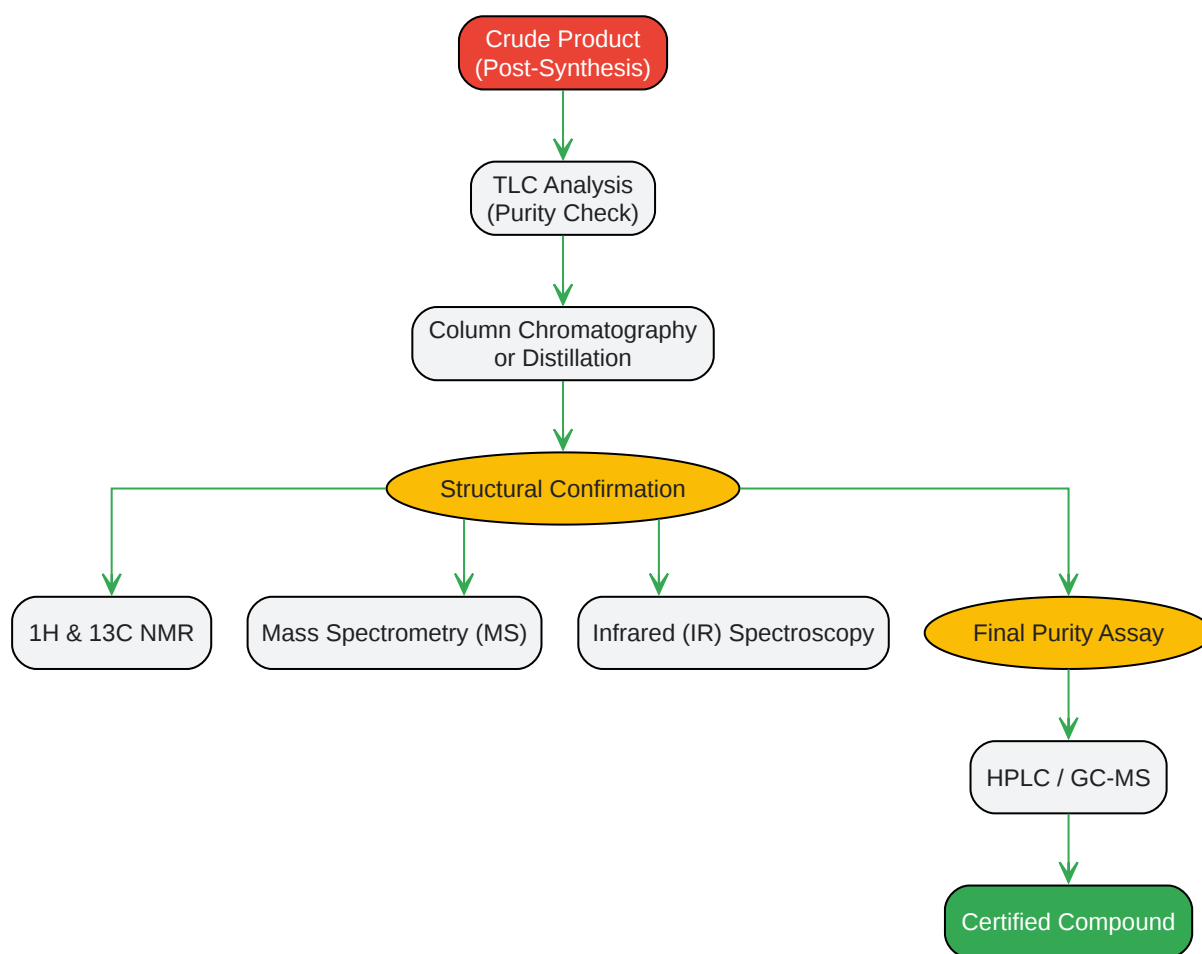 Crude Product
(Post-Synthesis)
TLC Analysis
(Purity Check)
Column Chromatography
or Distillation
Structural Confirmation
1H & 13C NMR
Mass Spectrometry (MS)
Infrared (IR) Spectroscopy
Final Purity Assay
HPLC / GC-MS
Certified Compound